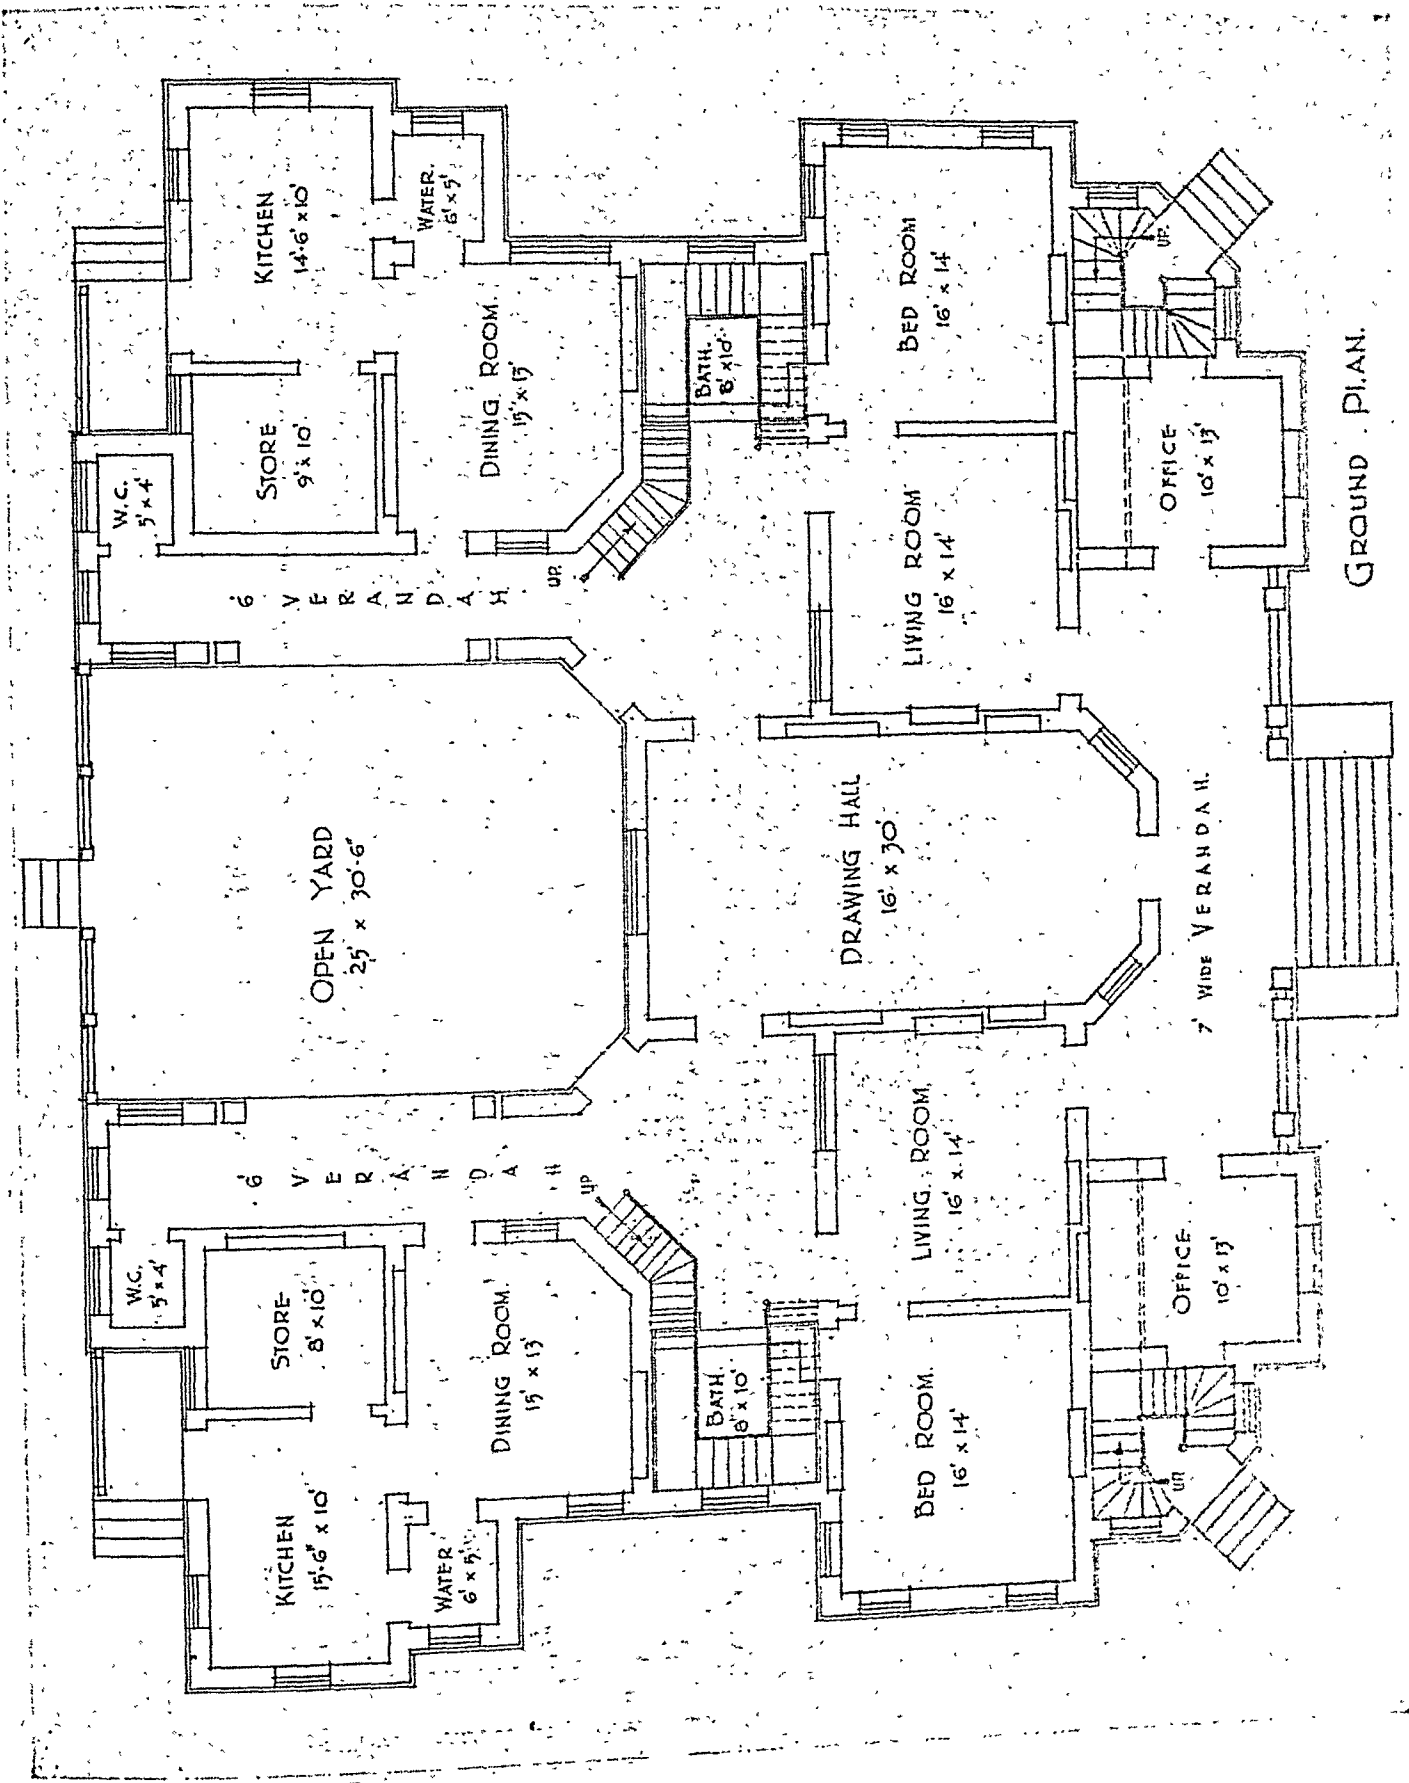 W.C.
5' x 4'
STORE
8' x 10'
KITCHEN
15'-6" x 10'
WATER
6' x 5'
DINING ROOM.
15' x 13'
6' VERANDAH
UP
OPEN YARD
25' x 30'-6"
W.C.
5' x 4'
STORE
9' x 10'
KITCHEN
14'-6" x 10'
WATER.
6' x 5'
DINING ROOM.
15' x 13'
6' VERANDAH
UP.
BATH
8' x 10'
BATH.
8' x 10'
BED ROOM.
16' x 14'
LIVING ROOM.
16' x 14'
DRAWING HALL
16' x 30'
LIVING ROOM
16' x 14'
BED ROOM
16' x 14'
UP
OFFICE
10' x 13'
7' WIDE VERANDAH.
OFFICE
10' x 13'
UP.
GROUND PLAN.